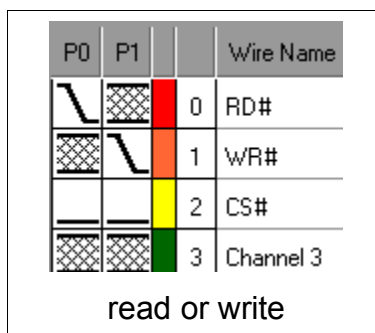 P0 P1 Wire Name
0 RD#
1 WR#
2 CS#
3 Channel 3
read or write